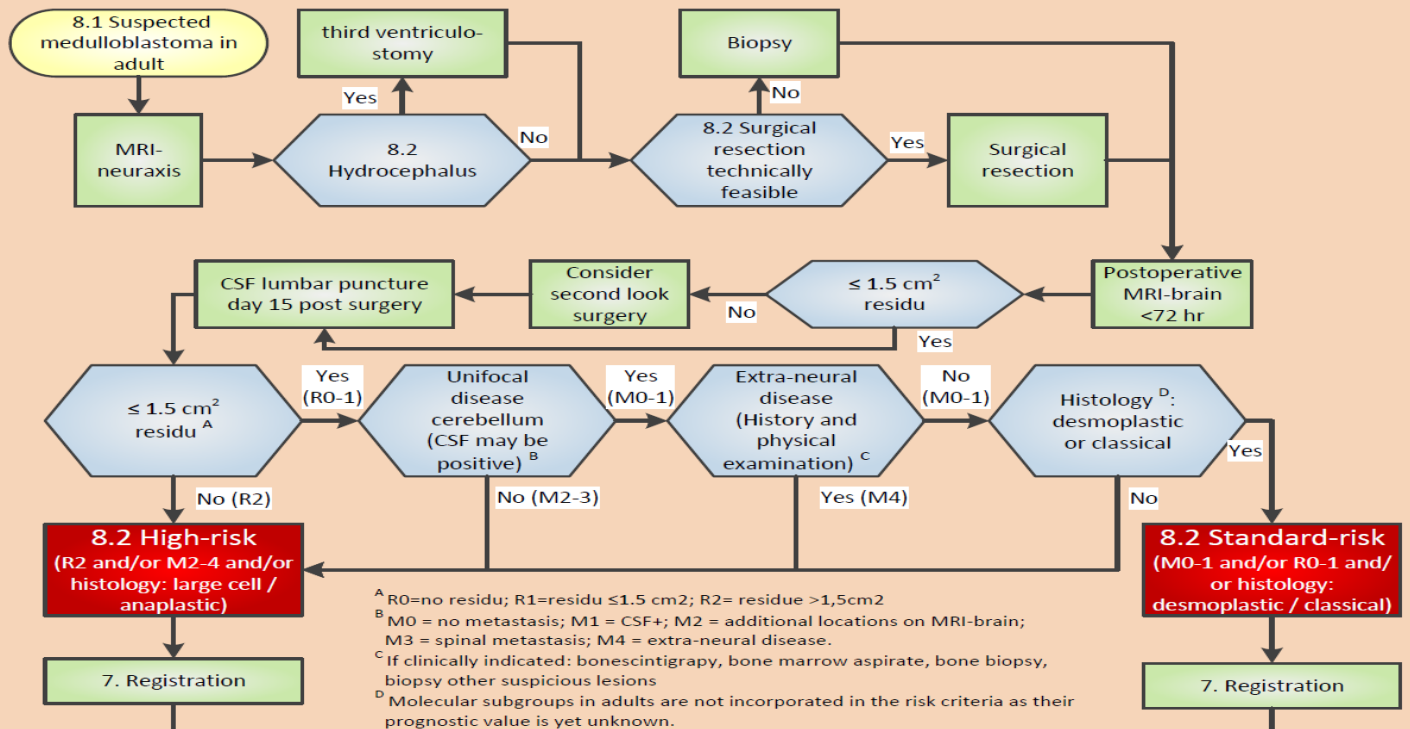 8.1 Suspected
medulloblastoma in
adult
third ventriculo-
stomy
Biopsy
Yes
No
MRI-
neuraxis
8.2
Hydrocephalus
No
8.2 Surgical
resection
technically
feasible
Yes
Surgical
resection
CSF lumbar puncture
day 15 post surgery
Consider
second look
surgery
No
≤ 1.5 cm²
residu
Yes
Postoperative
MRI-brain
<72 hr
≤ 1.5 cm²
residu A
Yes
(R0-1)
Unifocal
disease
cerebellum
(CSF may be
positive) B
Yes
(M0-1)
Extra-neural
disease
(History and
physical
examination) C
No
(M0-1)
Histology D:
desmoplastic
or classical
Yes
No (R2)
No (M2-3)
Yes (M4)
No
8.2 High-risk
(R2 and/or M2-4 and/or
histology: large cell /
anaplastic)
8.2 Standard-risk
(M0-1 and/or R0-1 and/
or histology:
desmoplastic / classical)
A R0=no residu; R1=residu ≤1.5 cm2; R2= residue >1,5cm2
B M0 = no metastasis; M1 = CSF+; M2 = additional locations on MRI-brain;
M3 = spinal metastasis; M4 = extra-neural disease.
C If clinically indicated: bonescintigrapy, bone marrow aspirate, bone biopsy,
biopsy other suspicious lesions
D Molecular subgroups in adults are not incorporated in the risk criteria as their
prognostic value is yet unknown.
7. Registration
7. Registration